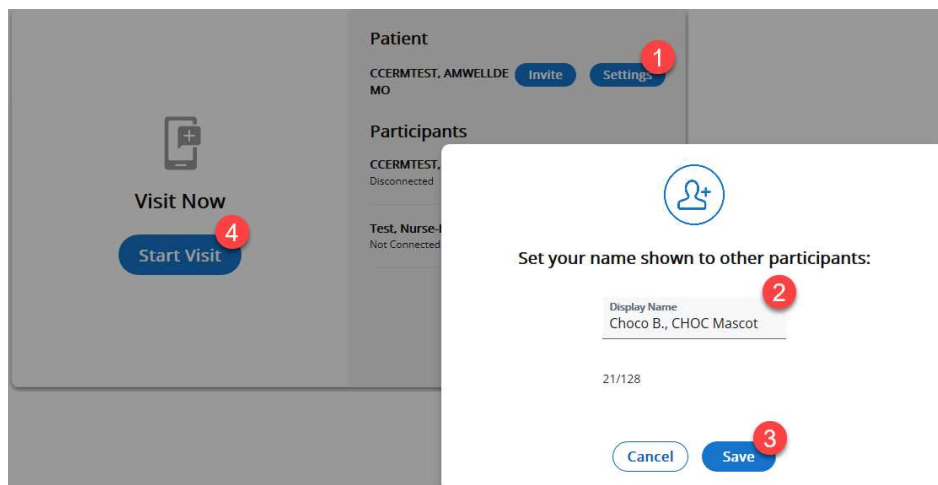 Patient
1
CCERMTEST, AMWELLDE
MO
Invite
Settings
Participants
CCERMTEST,
Disconnected
Test, Nurse-
Not Connected
Visit Now
4
Start Visit
Set your name shown to other participants:
2
Display Name
Choco B., CHOC Mascot
21/128
3
Cancel
Save